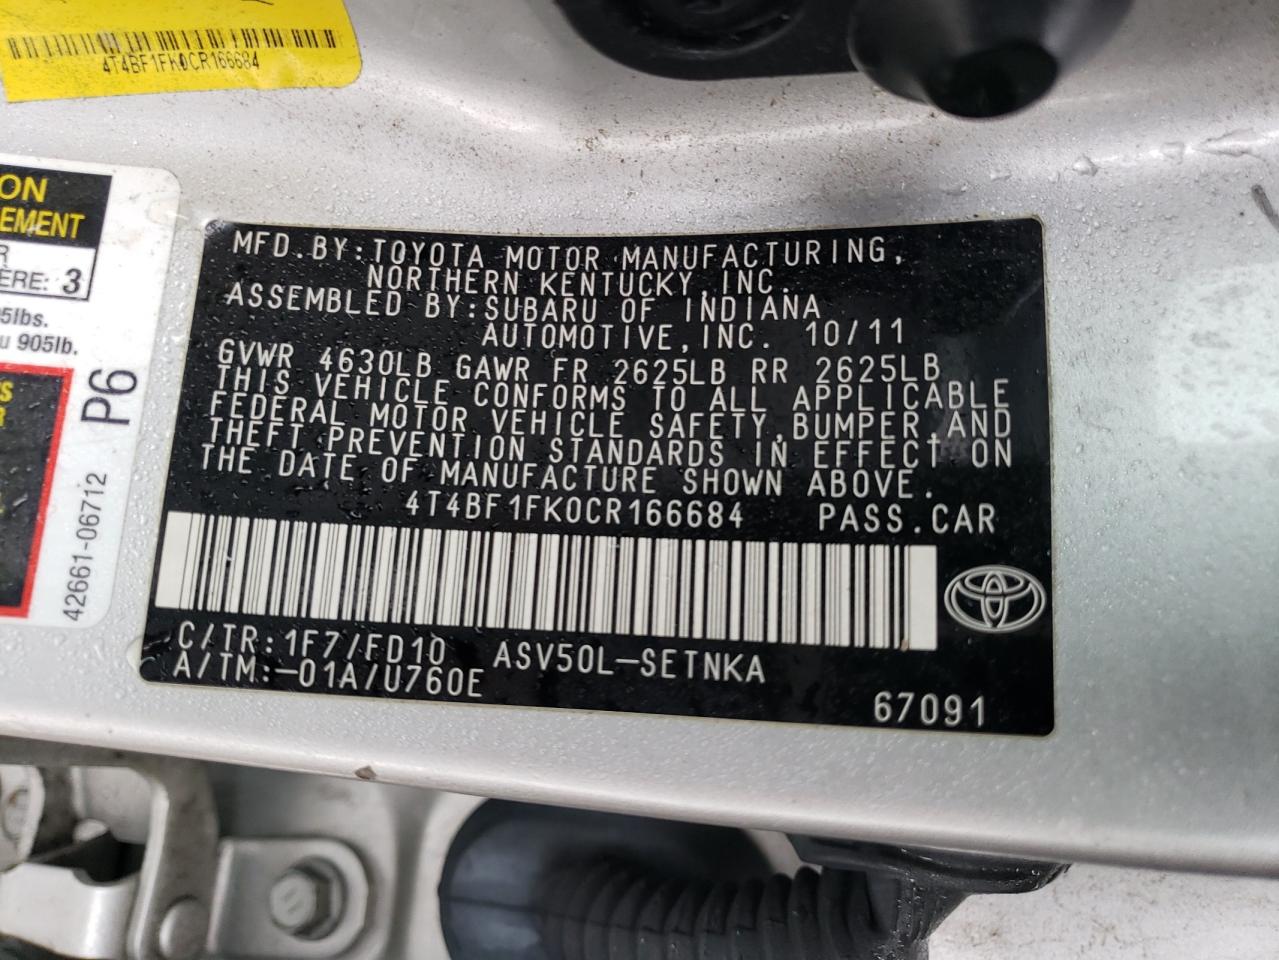 4T4BF1FK0CR166684
ON
EMENT
R
ÈRE: 3
5lbs.
u 905lb.
S
R
P6
42661-06712
MFD.BY:TOYOTA MOTOR MANUFACTURING,
NORTHERN KENTUCKY,INC.
ASSEMBLED BY:SUBARU OF INDIANA
AUTOMOTIVE,INC. 10/11
GVWR 4630LB GAWR FR 2625LB RR 2625LB
THIS VEHICLE CONFORMS TO ALL APPLICABLE
FEDERAL MOTOR VEHICLE SAFETY,BUMPER,AND
THEFT PREVENTION STANDARDS IN EFFECT ON
THE DATE OF MANUFACTURE SHOWN ABOVE.
4T4BF1FK0CR166684 PASS.CAR
C/TR:1F7/FD10 ASV50L-SETNKA
A/TM:-01A/U760E
67091